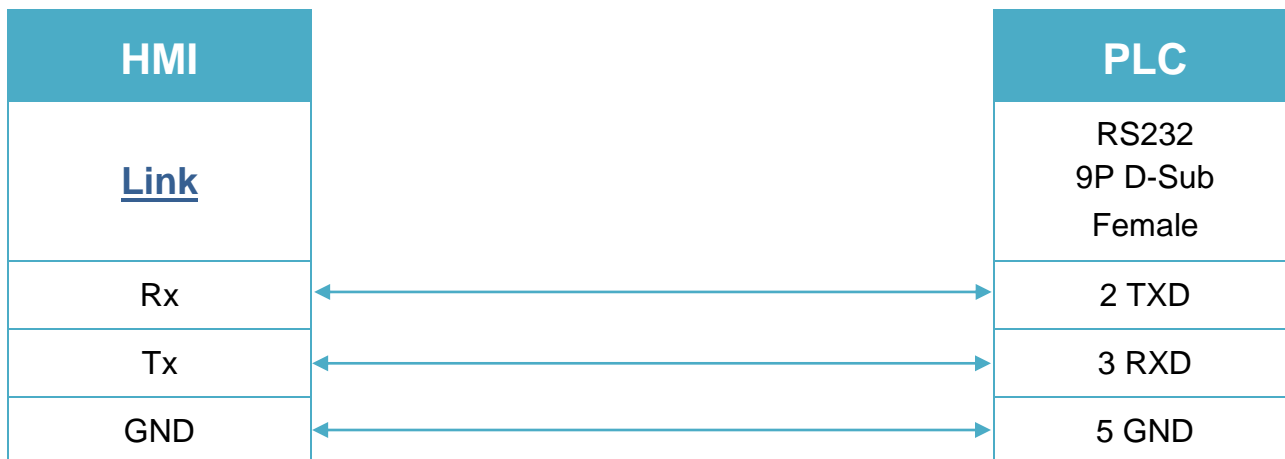 HMI
PLC
Link
RS232
9P D-Sub
Female
Rx
2 TXD
Tx
3 RXD
GND
5 GND